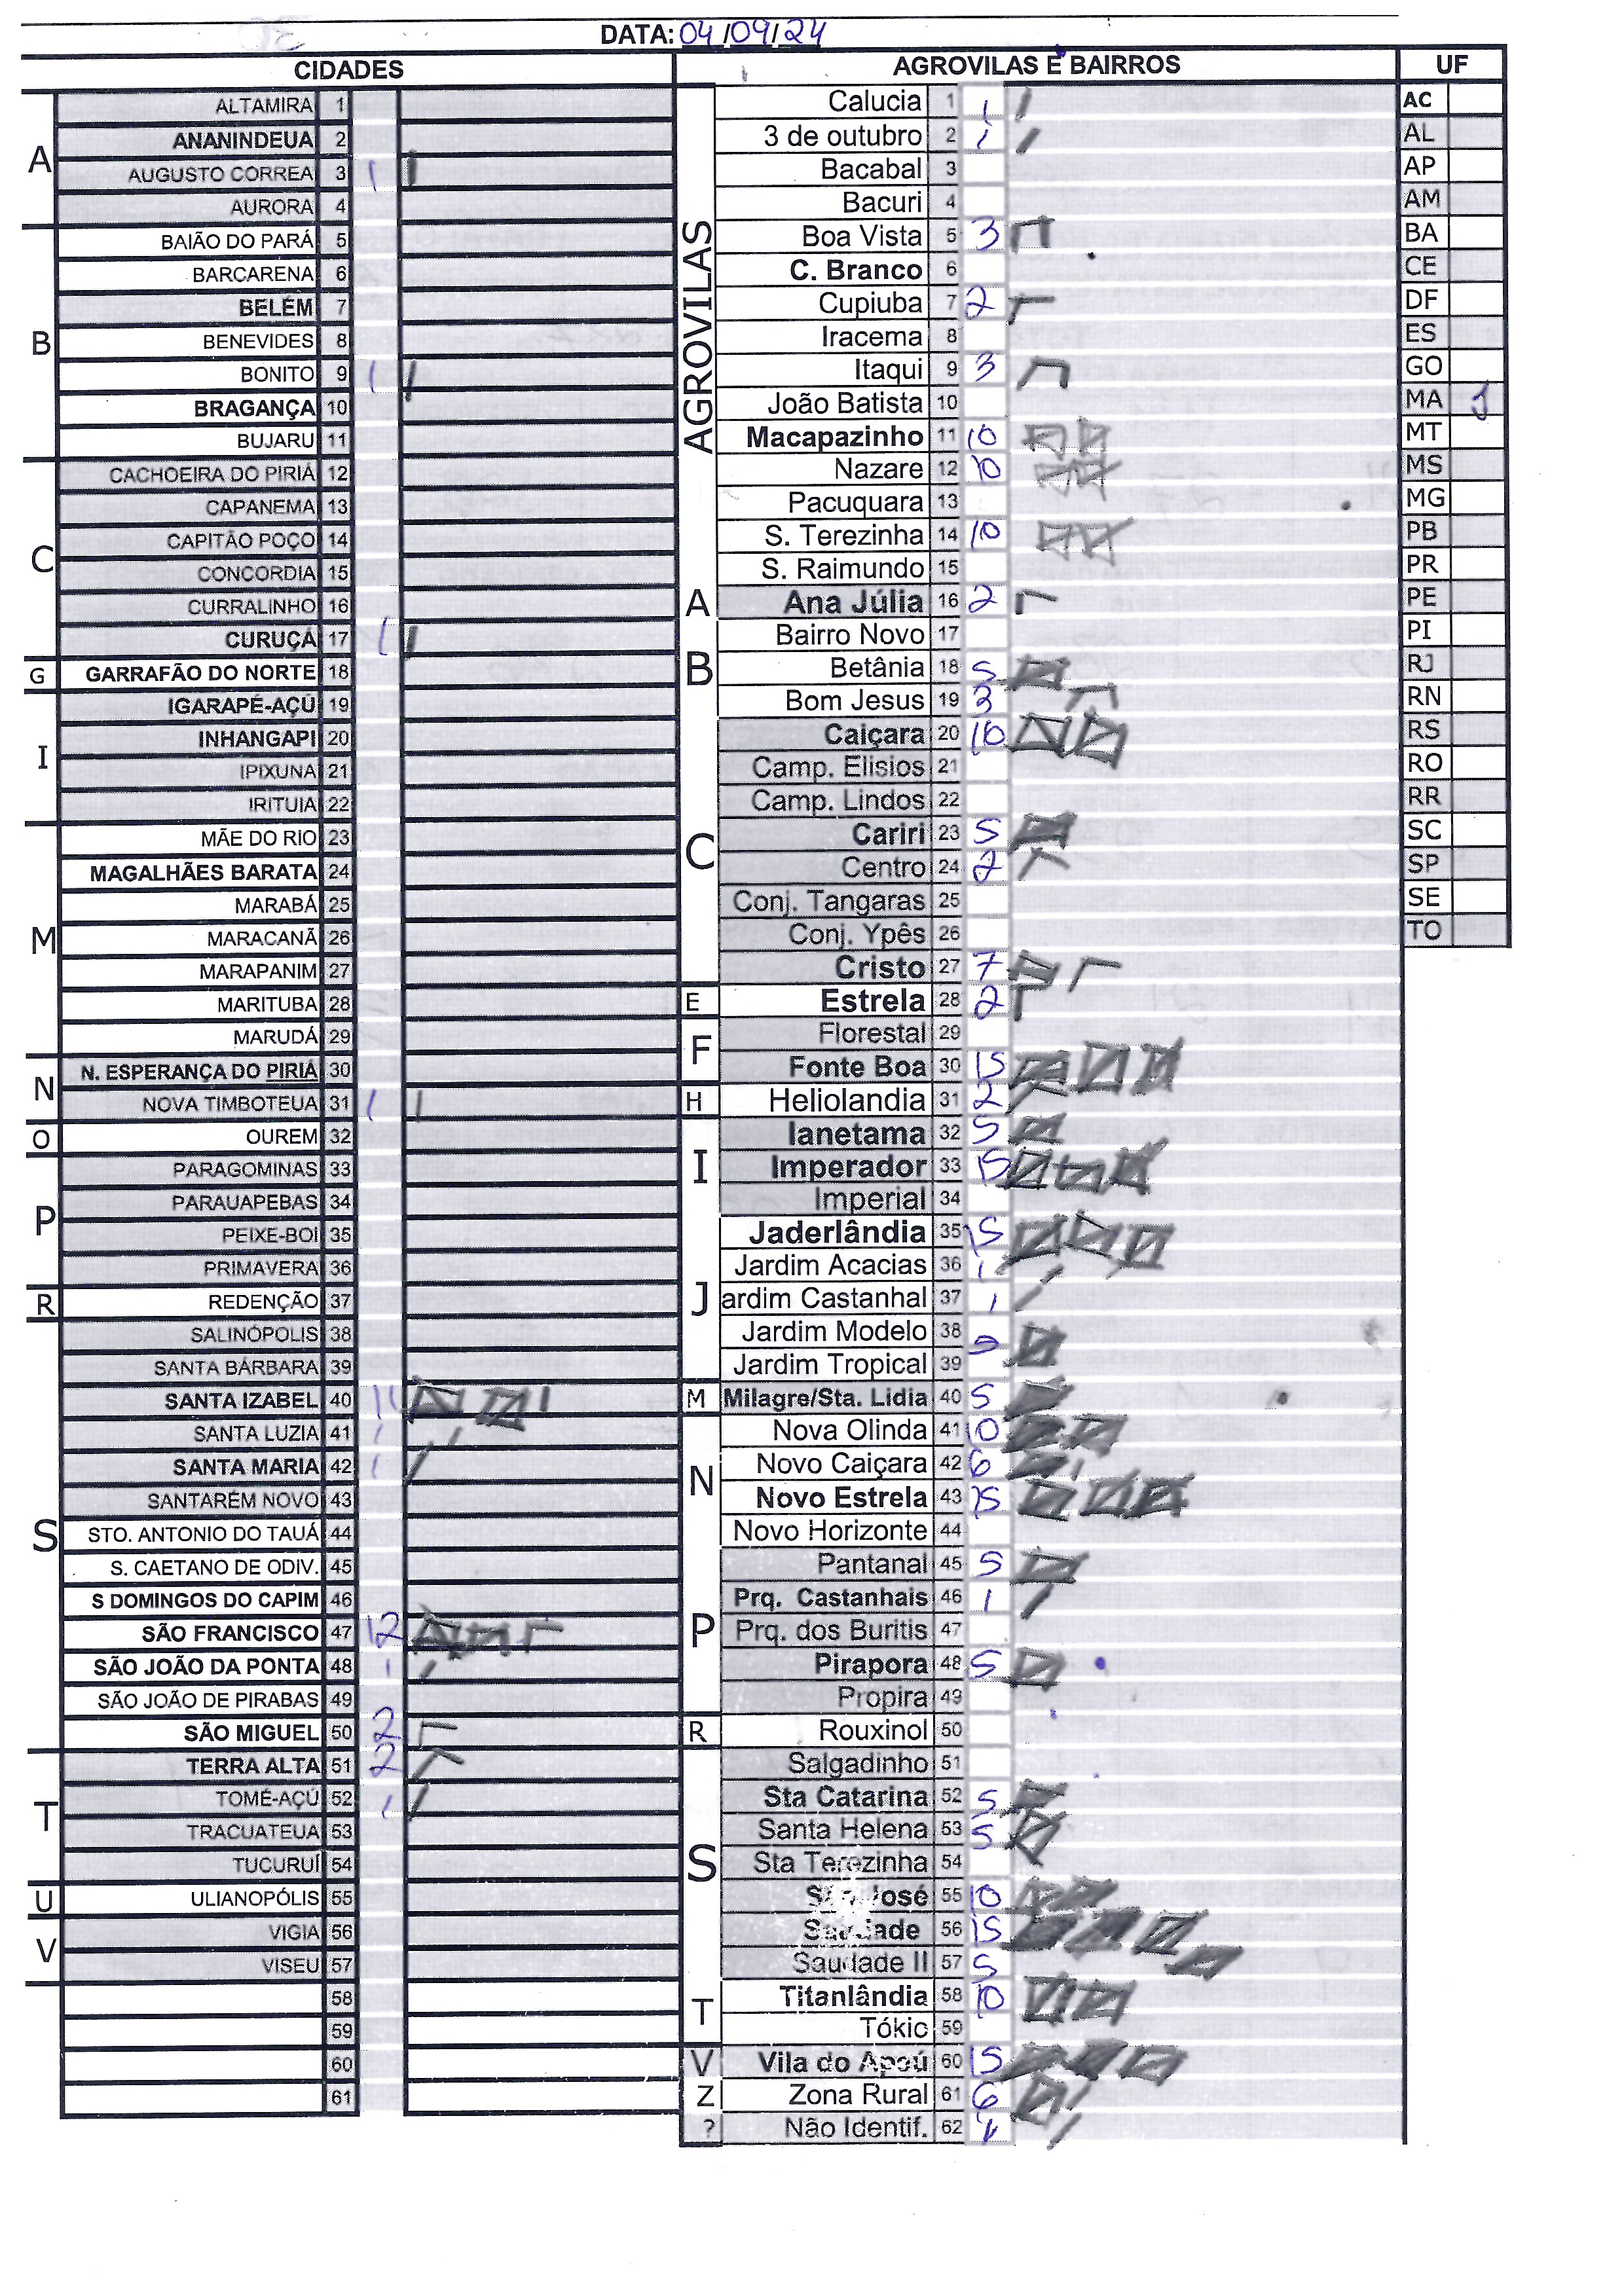 DATA: 04/09/24
CIDADES
A
ALTAMIRA 1
ANANINDEUA 2
AUGUSTO CORREA 3 1
AURORA 4
B
BAIÃO DO PARÁ 5
BARCARENA 6
BELÉM 7
BENEVIDES 8
BONITO 9 1
BRAGANÇA 10
BUJARU 11
C
CACHOEIRA DO PIRIÁ 12
CAPANEMA 13
CAPITÃO POÇO 14
CONCORDIA 15
CURRALINHO 16
CURUÇÁ 17 1
G
GARRAFÃO DO NORTE 18
I
IGARAPÉ-AÇÚ 19
INHANGAPI 20
IPIXUNA 21
IRITUIA 22
M
MÃE DO RIO 23
MAGALHÃES BARATA 24
MARABÁ 25
MARACANÃ 26
MARAPANIM 27
MARITUBA 28
MARUDÁ 29
N
N. ESPERANÇA DO PIRIÁ 30
NOVA TIMBOTEUA 31 1
O
OUREM 32
P
PARAGOMINAS 33
PARAUAPEBAS 34
PEIXE-BOI 35
PRIMAVERA 36
R
REDENÇÃO 37
S
SALINÓPOLIS 38
SANTA BÁRBARA 39
SANTA IZABEL 40 11
SANTA LUZIA 41 1
SANTA MARIA 42 1
SANTARÉM NOVO 43
STO. ANTONIO DO TAUÁ 44
S. CAETANO DE ODIV. 45
S DOMINGOS DO CAPIM 46
SÃO FRANCISCO 47 12
SÃO JOÃO DA PONTA 48 1
SÃO JOÃO DE PIRABAS 49
SÃO MIGUEL 50 2
T
TERRA ALTA 51 2
TOMÉ-AÇÚ 52 1
TRACUATEUA 53
TUCURUÍ 54
U
ULIANOPÓLIS 55
V
VIGIA 56
VISEU 57
58
59
60
61
AGROVILAS E BAIRROS
AGROVILAS
Calucia 1 1
3 de outubro 2 1
Bacabal 3
Bacuri 4
Boa Vista 5 3
C. Branco 6
Cupiuba 7 2
Iracema 8
Itaqui 9 3
João Batista 10
Macapazinho 11 10
Nazare 12 10
Pacuquara 13
S. Terezinha 14 10
S. Raimundo 15
A
Ana Júlia 16 2
B
Bairro Novo 17
Betânia 18 5
Bom Jesus 19 3
C
Caiçara 20 10
Camp. Elisios 21
Camp. Lindos 22
Cariri 23 5
Centro 24 2
Conj. Tangaras 25
Conj. Ypês 26
Cristo 27 7
E
Estrela 28 2
F
Florestal 29
Fonte Boa 30 15
H
Heliolandia 31 2
I
Ianetama 32 5
Imperador 33 15
Imperial 34
J
Jaderlândia 35 15
Jardim Acacias 36 1
ardim Castanhal 37 1
Jardim Modelo 38 5
Jardim Tropical 39
M
Milagre/Sta. Lidia 40 5
N
Nova Olinda 41 10
Novo Caiçara 42 6
Novo Estrela 43 15
Novo Horizonte 44
P
Pantanal 45 5
Prq. Castanhais 46 1
Prq. dos Buritis 47
Pirapora 48 5
Propira 49
R
Rouxinol 50
S
Salgadinho 51
Sta Catarina 52 5
Santa Helena 53 5
Sta Terezinha 54
São José 55 10
Saudade 56 15
Saudade II 57 5
T
Titanlândia 58 10
Tókio 59
V
Vila do Apeú 60 15
Z
Zona Rural 61 6
?
Não Identif. 62 1
UF
AC
AL
AP
AM
BA
CE
DF
ES
GO
MA 1
MT
MS
MG
PB
PR
PE
PI
RJ
RN
RS
RO
RR
SC
SP
SE
TO